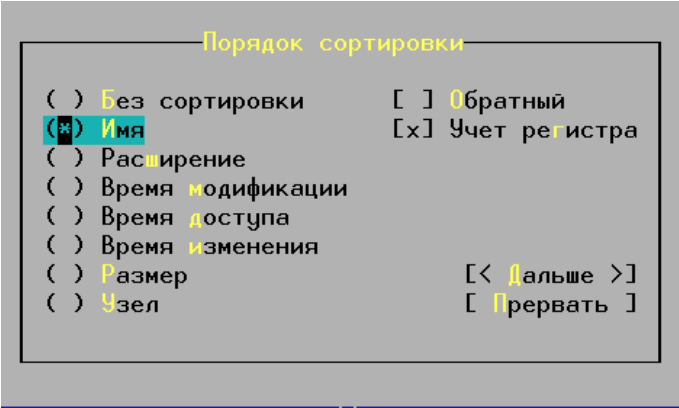 Порядок сортировки
( ) Без сортировки [ ] Обратный
(*) Имя [x] Учет регистра
( ) Расширение
( ) Время модификации
( ) Время доступа
( ) Время изменения
( ) Размер [< Дальше >]
( ) Узел [ Прервать ]